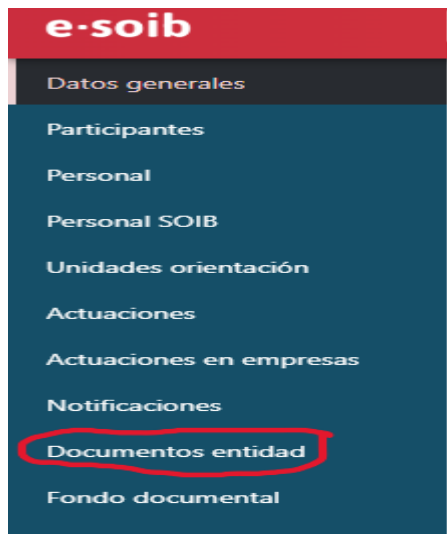 e-soib
Datos generales
Participantes
Personal
Personal SOIB
Unidades orientación
Actuaciones
Actuaciones en empresas
Notificaciones
Documentos entidad
Fondo documental